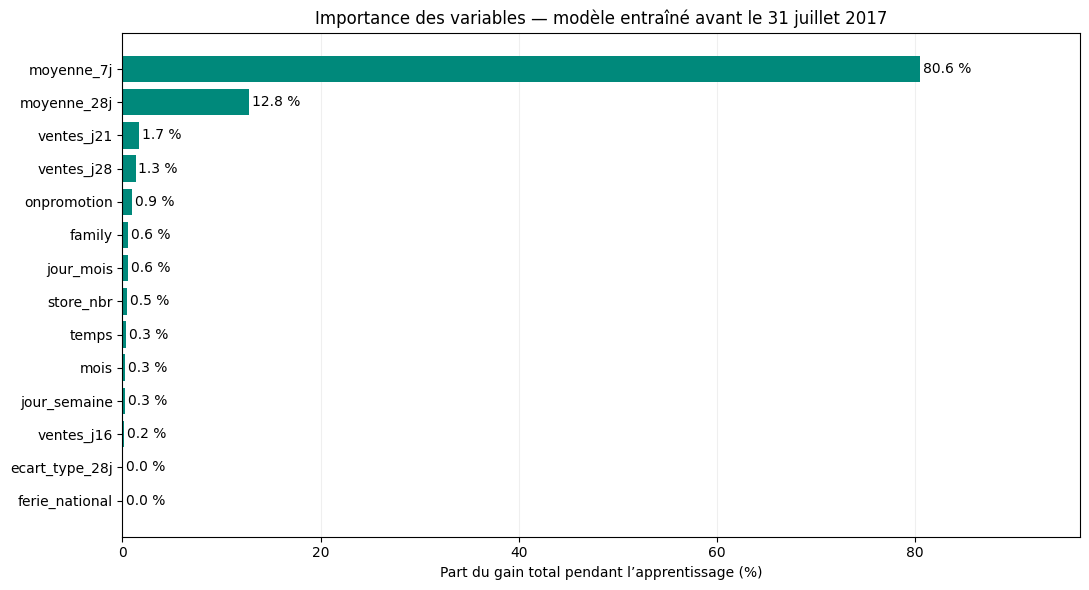 Importance des variables — modèle entraîné avant le 31 juillet 2017
moyenne_7j 80.6 %
moyenne_28j 12.8 %
ventes_j21 1.7 %
ventes_j28 1.3 %
onpromotion 0.9 %
family 0.6 %
jour_mois 0.6 %
store_nbr 0.5 %
temps 0.3 %
mois 0.3 %
jour_semaine 0.3 %
ventes_j16 0.2 %
ecart_type_28j 0.0 %
ferie_national 0.0 %
0 20 40 60 80
Part du gain total pendant l’apprentissage (%)